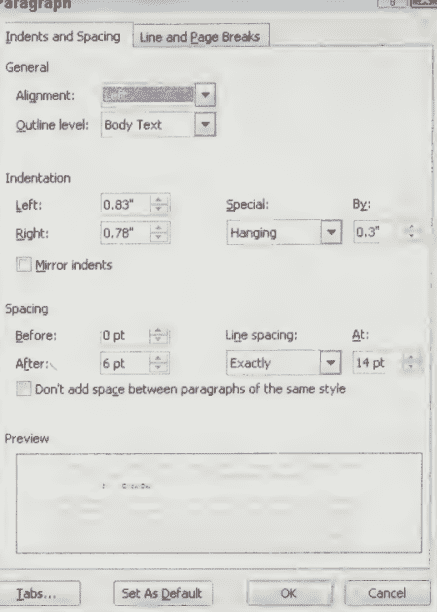 Paragraph
Indents and Spacing Line and Page Breaks
General
Alignment:
Outline level: Body Text
Indentation
Left: 0.83" Special: By:
Right: 0.78" Hanging 0.3"
Mirror indents
Spacing
Before: 0 pt Line spacing: At:
After: 6 pt Exactly 14 pt
Don't add space between paragraphs of the same style
Preview
Tabs... Set As Default OK Cancel